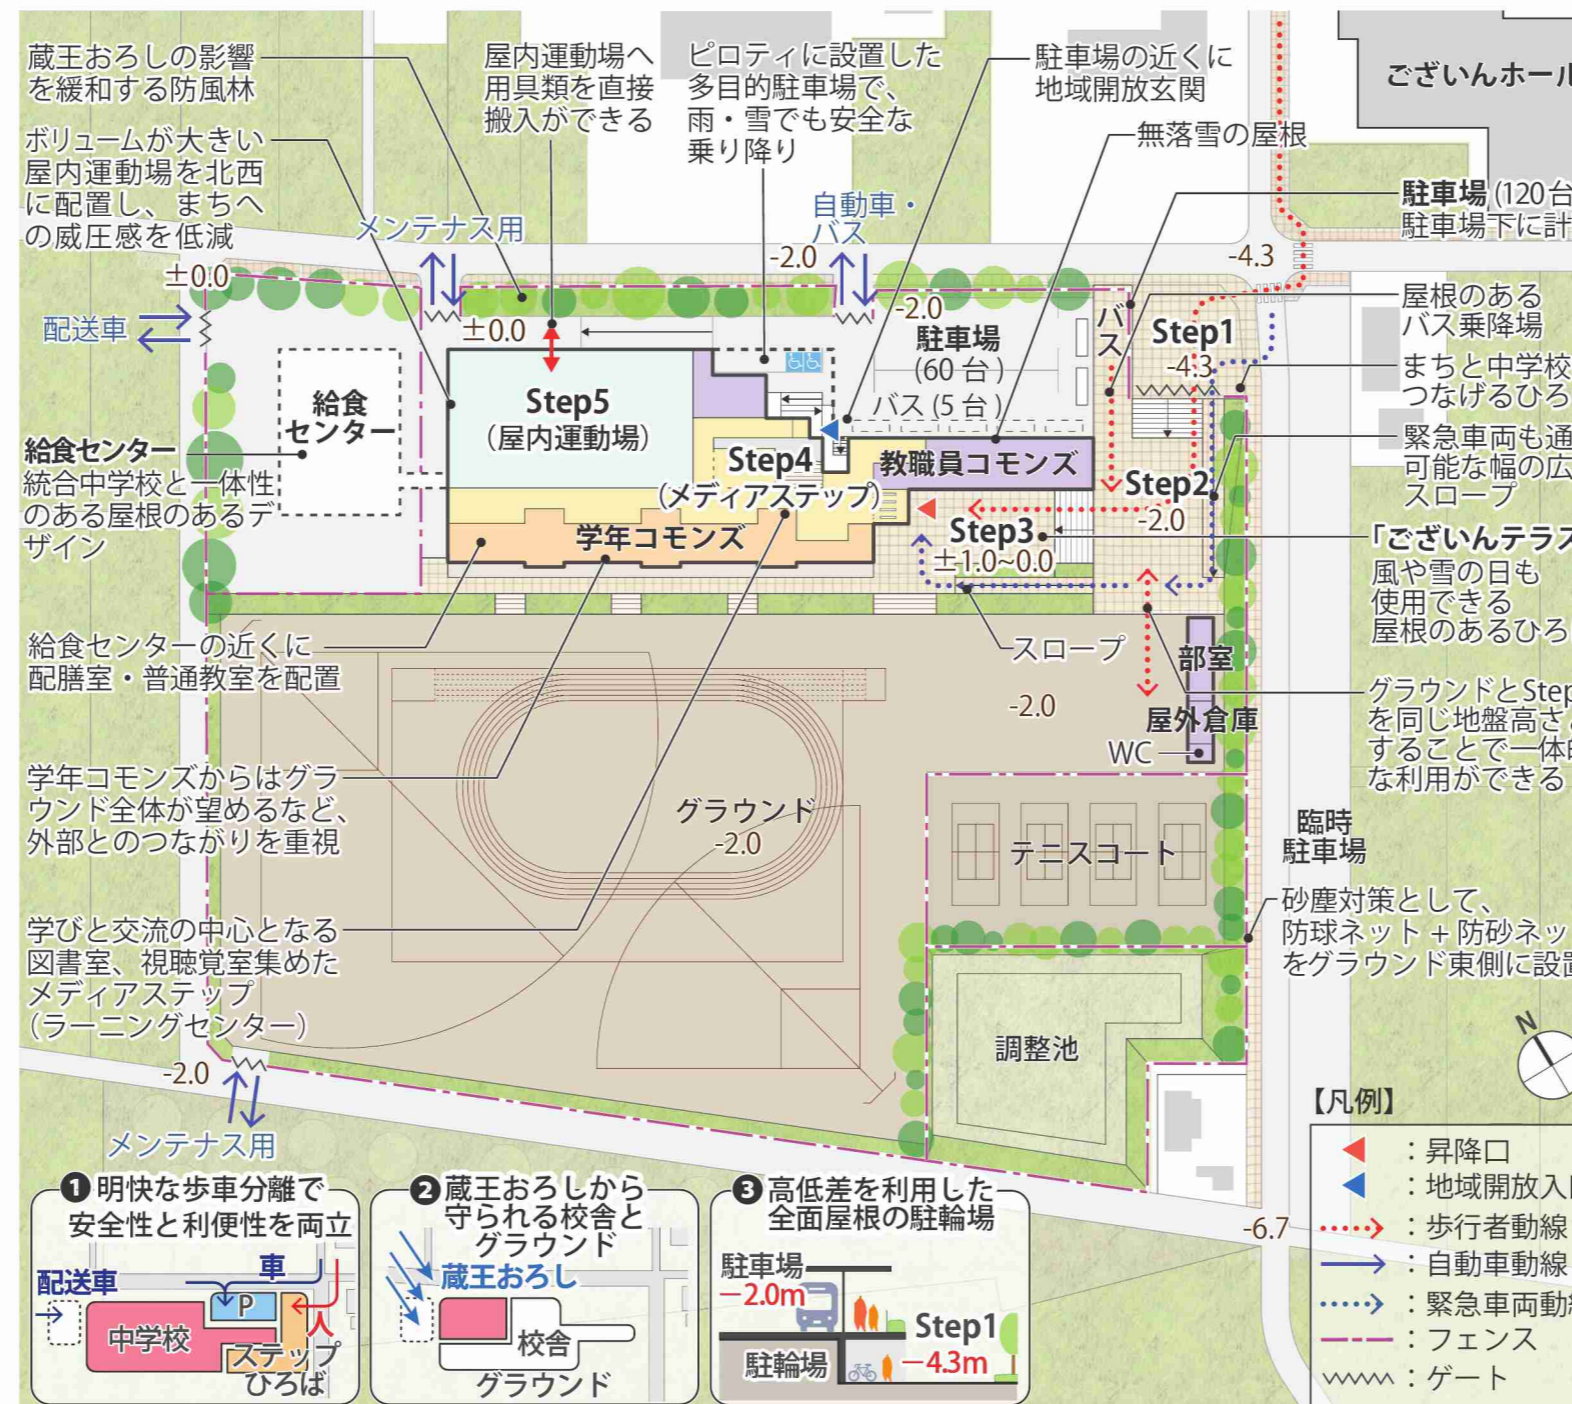 蔵王おろしの影響
を緩和する防風林
屋内運動場へ
用具類を直接
搬入ができる
ピロティに設置した
多目的駐車場で、
雨・雪でも安全な
乗り降り
駐車場の近くに
地域開放玄関
ございんホール
ボリュームが大きい
屋内運動場を北西
に配置し、まちへ
の威圧感を低減
無落雪の屋根
駐車場 (120台
駐車場下に計
メンテナス用
自動車・
バス
-2.0
-4.3
±0.0
配送車
±0.0
-2.0
駐車場
(60台)
バス(5台)
バス
Step1
-4.3
屋根のある
バス乗降場
まちと中学校
つなげるひろ
緊急車両も通
可能な幅の広
スロープ
給食
センター
Step5
(屋内運動場)
Step4
(メディアステップ)
教職員コモンズ
Step2
-2.0
給食センター
統合中学校と一体性
のある屋根のあるデ
ザイン
学年コモンズ
Step3
±1.0~0.0
「ございんテラス
風や雪の日も
使用できる
屋根のあるひろ
給食センターの近くに
配膳室・普通教室を配置
スロープ
部室
-2.0
屋外倉庫
WC
グラウンドとStep
を同じ地盤高さ
することで一体的
な利用ができる
学年コモンズからはグラ
ウンド全体が望めるなど、
外部とのつながりを重視
グラウンド
-2.0
テニスコート
臨時
駐車場
砂塵対策として、
防球ネット+防砂ネッ
をグラウンド東側に設置
学びと交流の中心となる
図書室、視聴覚室集めた
メディアステップ
(ラーニングセンター)
調整池
N
-2.0
メンテナス用
-6.7
❶明快な歩車分離で
安全性と利便性を両立
配送車
車
P
人
中学校
ステップ
ひろば
❷蔵王おろしから
守られる校舎と
グラウンド
蔵王おろし
校舎
グラウンド
❸高低差を利用した
全面屋根の駐輪場
駐車場
-2.0m
Step1
駐輪場
-4.3m
【凡例】
:昇降口
:地域開放入口
:歩行者動線
:自動車動線
:緊急車両動線
:フェンス
:ゲート